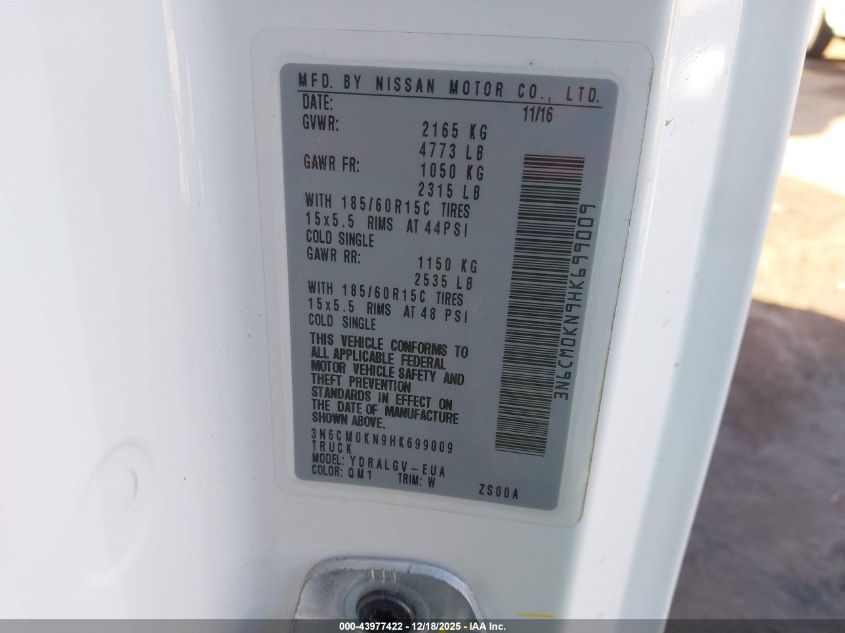 MFD. BY NISSAN MOTOR CO., LTD.
DATE: 11/16
GVWR: 2165 KG
4773 LB
GAWR FR: 1050 KG
2315 LB
WITH 185/60R15C TIRES
15x5.5 RIMS AT 44PSI
COLD SINGLE
GAWR RR: 1150 KG
2535 LB
WITH 185/60R15C TIRES
15x5.5 RIMS AT 48 PSI
COLD SINGLE
THIS VEHICLE CONFORMS TO
ALL APPLICABLE FEDERAL
MOTOR VEHICLE SAFETY AND
THEFT PREVENTION
STANDARDS IN EFFECT ON
THE DATE OF MANUFACTURE
SHOWN ABOVE.
3N6CM0KN9HK699009
TRUCK
MODEL: YDRALGV-EUA
COLOR: QM1 TRIM: W ZS00A
3N6CM0KN9HK699009
000-43977422 - 12/18/2025 - IAA Inc.